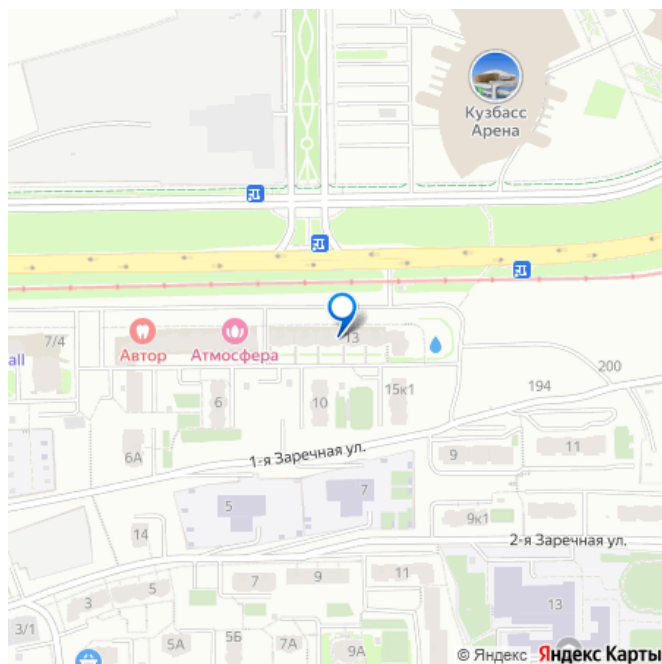 Кузбасс
Арена
7/4
all
Автор
Атмосфера
13
6
10
15к1
194
200
6А
1-я Заречная ул.
9
11
5
7
14
9к1
2-я Заречная ул.
3
5
7
9
11
13
3/1
5А
5Б
7А
9А
© Яндекс Яндекс Карты